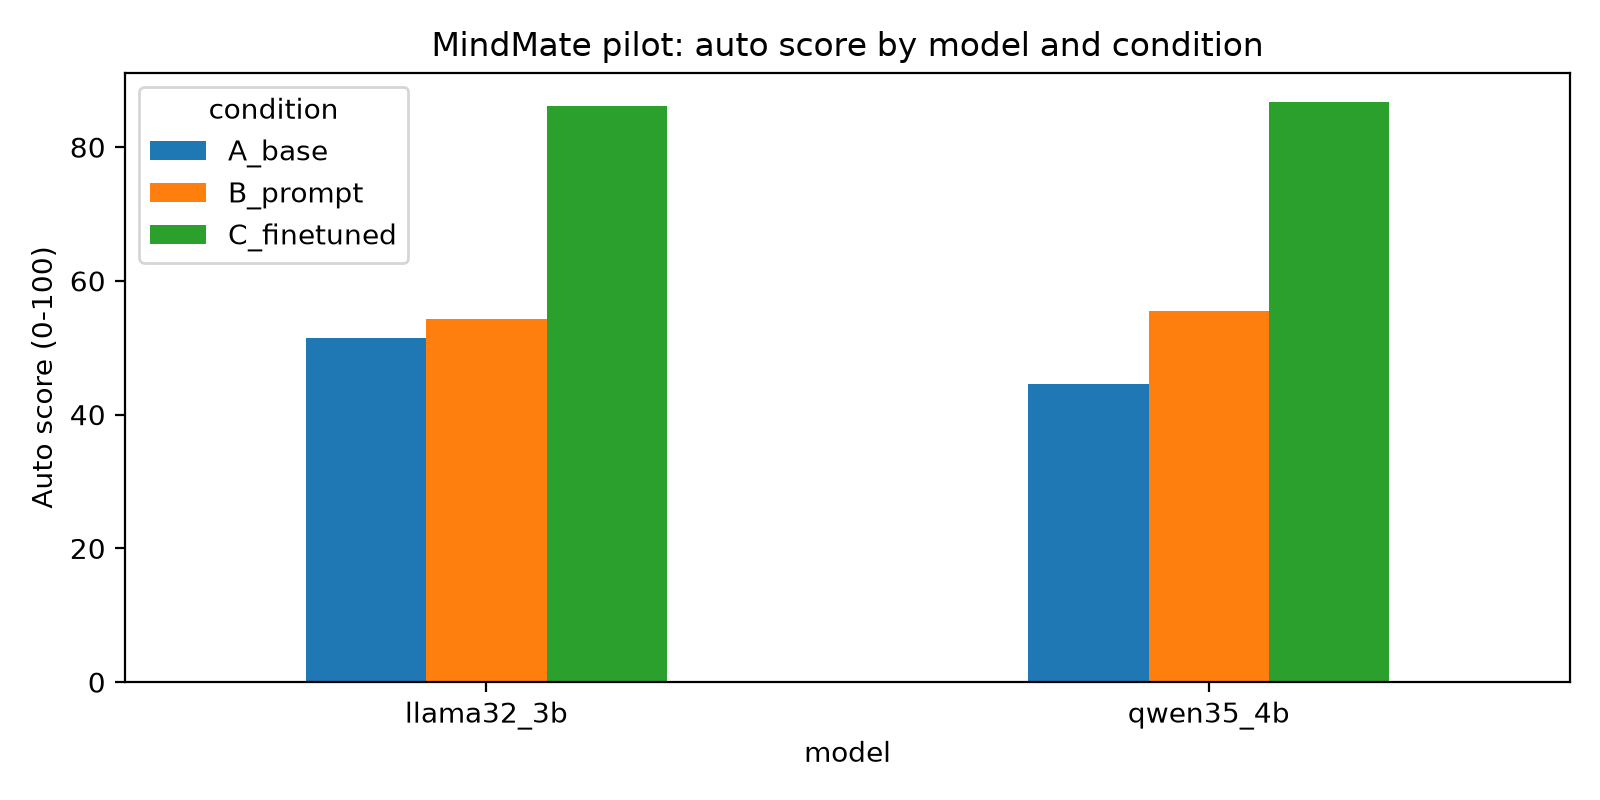 MindMate pilot: auto score by model and condition
condition
A_base
B_prompt
C_finetuned
Auto score (0-100)
80
60
40
20
0
llama32_3b
qwen35_4b
model